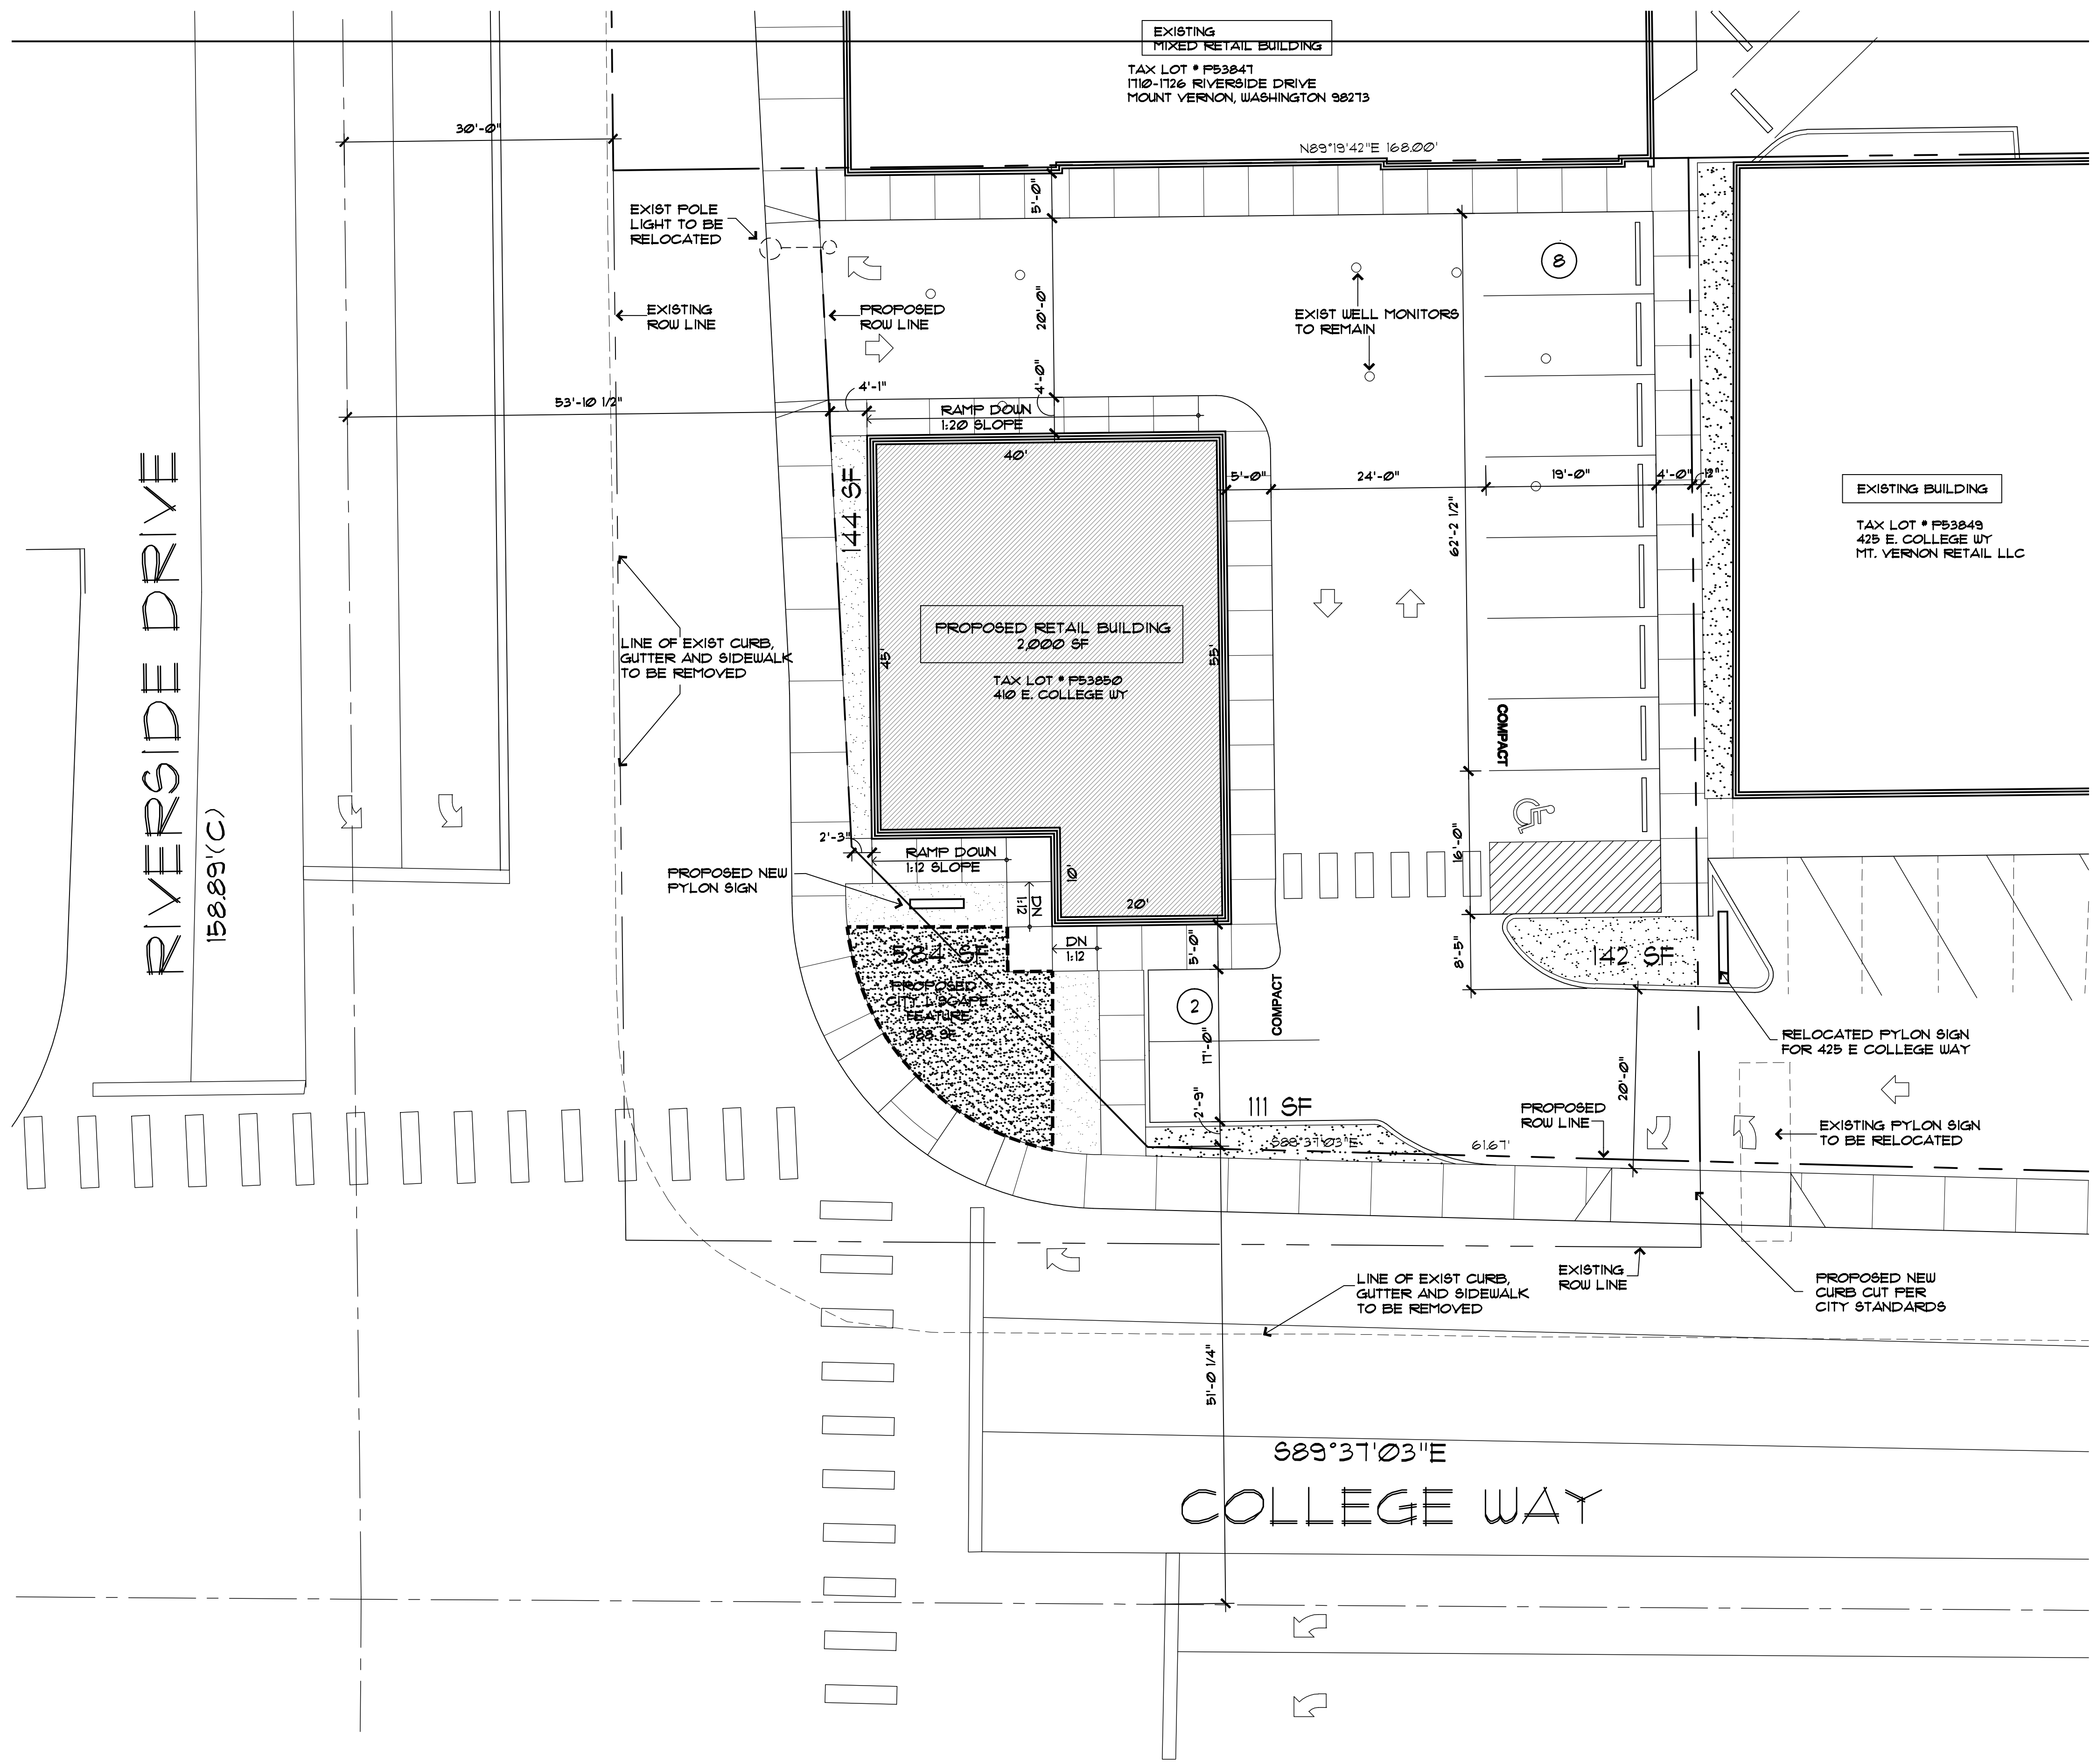 EXISTING
MIXED RETAIL BUILDING
TAX LOT # P53847
1710-1726 RIVERSIDE DRIVE
MOUNT VERNON, WASHINGTON 98273
N89°19'42"E 168.00'
30'-0"
EXIST POLE
LIGHT TO BE
RELOCATED
5'-0"
8
EXISTING
ROW LINE
PROPOSED
ROW LINE
20'-0"
EXIST WELL MONITORS
TO REMAIN
53'-10 1/2"
4'-1"
4'-0"
RAMP DOWN
1:20 SLOPE
40'
5'-0"
24'-0"
19'-0"
4'-0"
12"
62'-2 1/2"
144 SF
EXISTING BUILDING
TAX LOT # P53849
425 E. COLLEGE WY
MT. VERNON RETAIL LLC
RIVERSIDE DRIVE
158.89'(C)
LINE OF EXIST CURB,
GUTTER AND SIDEWALK
TO BE REMOVED
PROPOSED RETAIL BUILDING
2,000 SF
45'
55'
TAX LOT # P53850
410 E. COLLEGE WY
COMPACT
2'-3"
RAMP DOWN
1:12 SLOPE
PROPOSED NEW
PYLON SIGN
10'
16'-0"
DN
1:12
20'
DN
1:12
5'-0"
584 SF
PROPOSED
CITY L'SCAPE
FEATURE
388 SF
8'-5"
142 SF
2
COMPACT
17'-0"
RELOCATED PYLON SIGN
FOR 425 E COLLEGE WAY
20'-0"
2'-9"
111 SF
S88°37'03"E
61.67'
PROPOSED
ROW LINE
EXISTING PYLON SIGN
TO BE RELOCATED
EXISTING
ROW LINE
LINE OF EXIST CURB,
GUTTER AND SIDEWALK
TO BE REMOVED
PROPOSED NEW
CURB CUT PER
CITY STANDARDS
51'-0 1/4"
S89°37'03"E
COLLEGE WAY